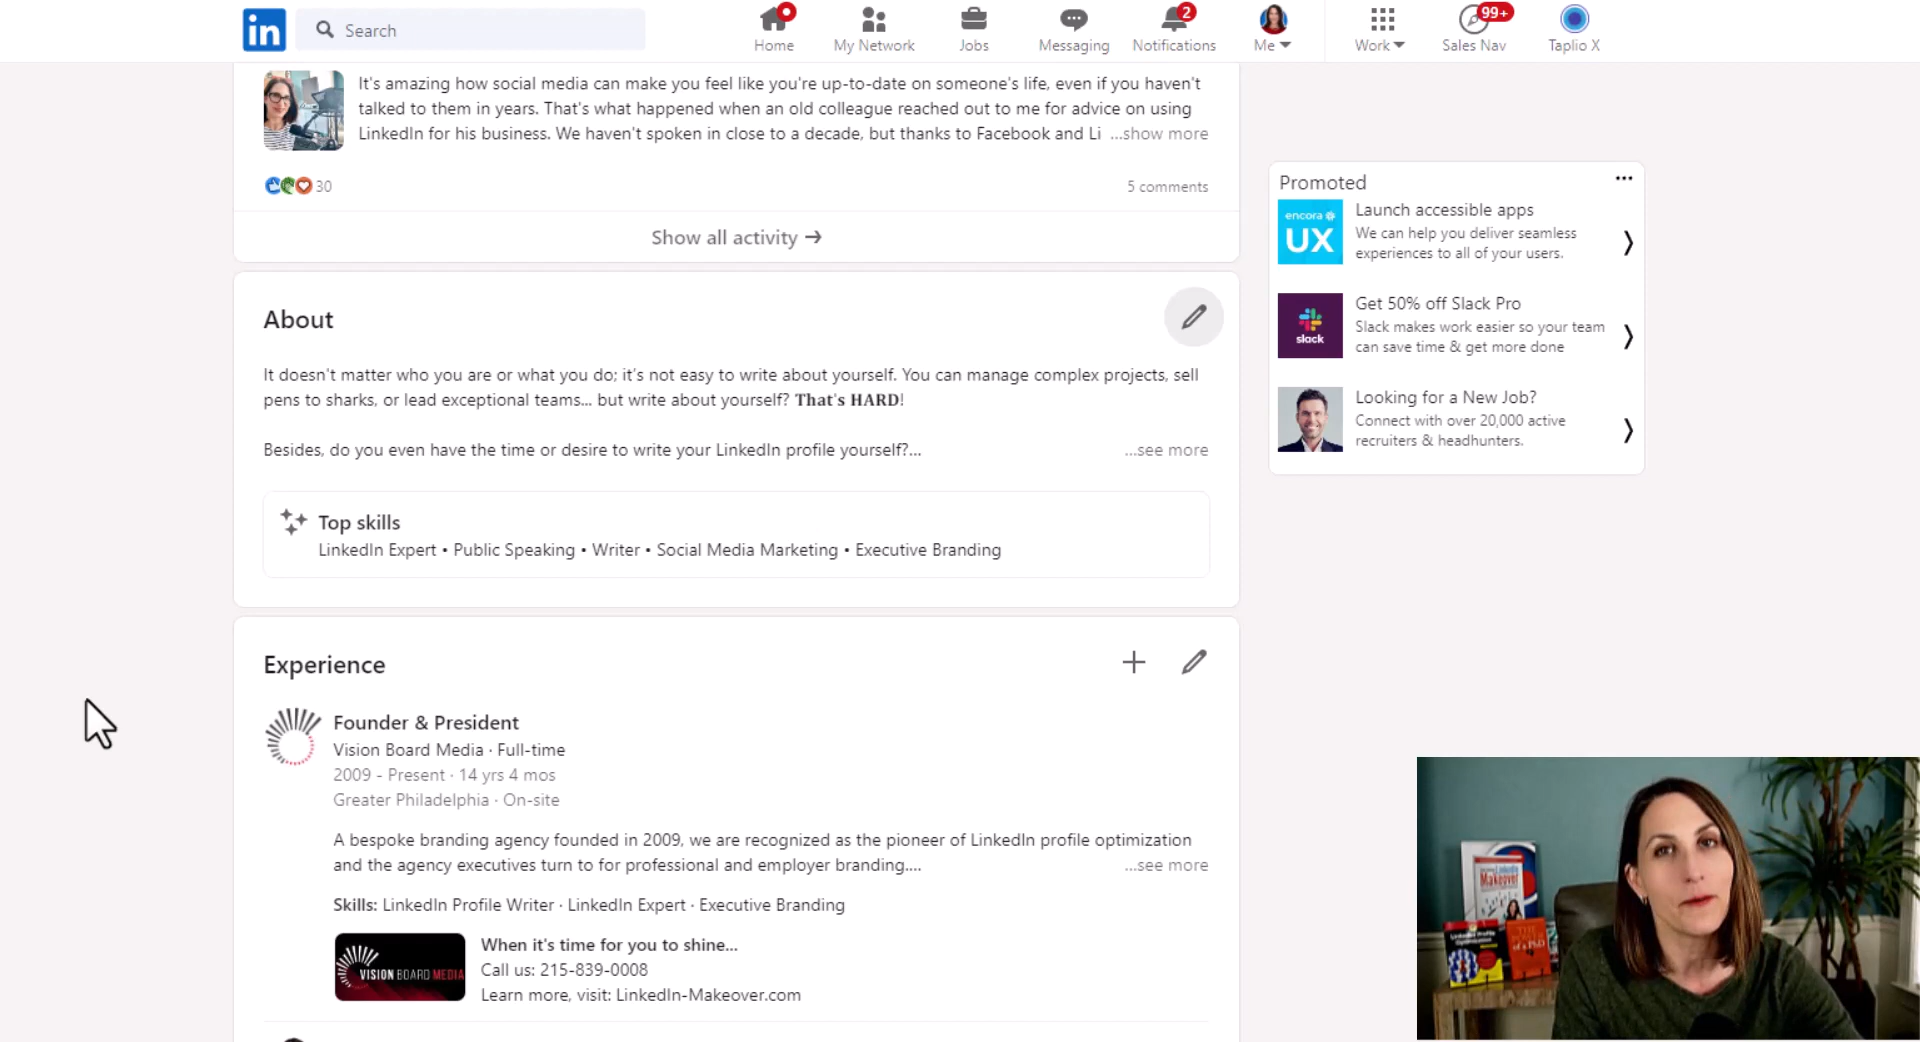 in
Search
Home
My Network
Jobs
Messaging
2
Notifications
Me
Work
99+
Sales Nav
Taplio X
It's amazing how social media can make you feel like you're up-to-date on someone's life, even if you haven't
talked to them in years. That's what happened when an old colleague reached out to me for advice on using
LinkedIn for his business. We haven't spoken in close to a decade, but thanks to Facebook and Li ...show more
30
5 comments
Show all activity →
About
It doesn't matter who you are or what you do; it's not easy to write about yourself. You can manage complex projects, sell
pens to sharks, or lead exceptional teams... but write about yourself? That's HARD!
Besides, do you even have the time or desire to write your LinkedIn profile yourself?... ...see more
Top skills
LinkedIn Expert • Public Speaking • Writer • Social Media Marketing • Executive Branding
Experience
Founder & President
Vision Board Media · Full-time
2009 - Present · 14 yrs 4 mos
Greater Philadelphia · On-site
A bespoke branding agency founded in 2009, we are recognized as the pioneer of LinkedIn profile optimization
and the agency executives turn to for professional and employer branding.... ...see more
Skills: LinkedIn Profile Writer · LinkedIn Expert · Executive Branding
VISION BOARD MEDIA
When it's time for you to shine...
Call us: 215-839-0008
Learn more, visit: LinkedIn-Makeover.com
Promoted
encora
UX
Launch accessible apps
We can help you deliver seamless
experiences to all of your users.
slack
Get 50% off Slack Pro
Slack makes work easier so your team
can save time & get more done
Looking for a New Job?
Connect with over 20,000 active
recruiters & headhunters.
LinkedIn
Makeover
LinkedIn Profile
Optimization